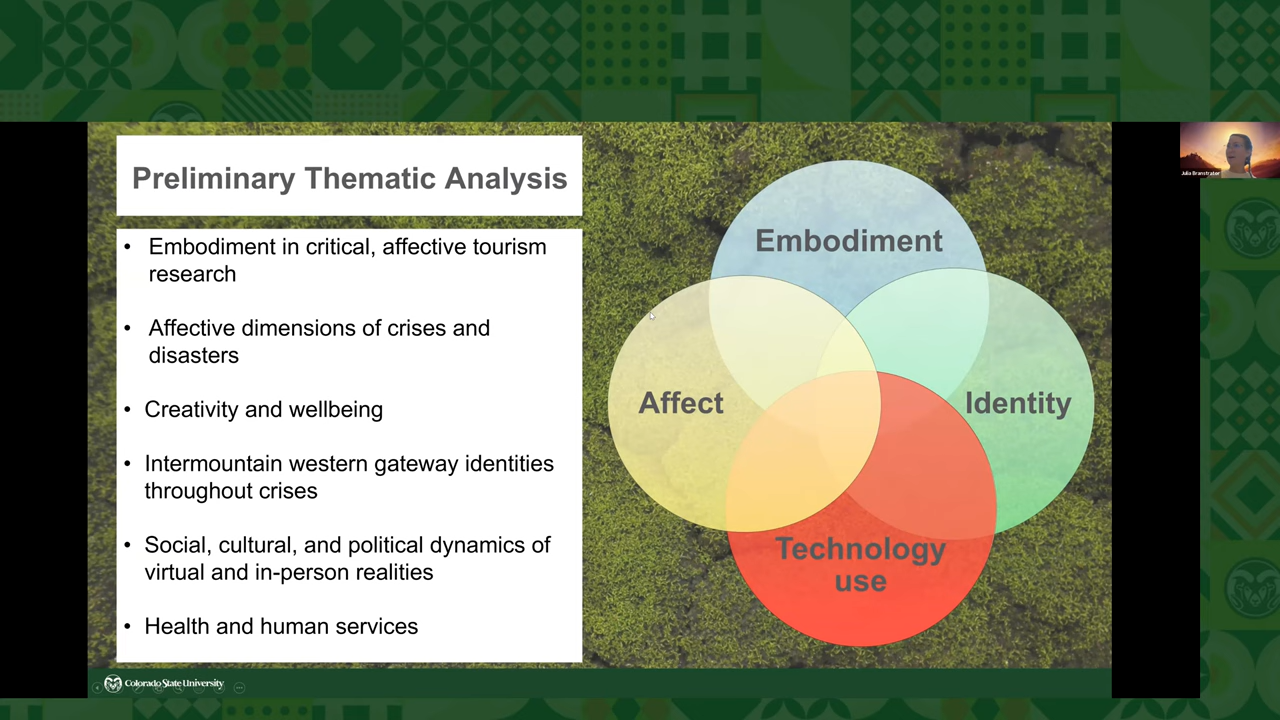 Preliminary Thematic Analysis
• Embodiment in critical, affective tourism
research
• Affective dimensions of crises and
disasters
• Creativity and wellbeing
• Intermountain western gateway identities
throughout crises
• Social, cultural, and political dynamics of
virtual and in-person realities
• Health and human services
Embodiment
Affect
Identity
Technology
use
Colorado State University
Julia Branstrator